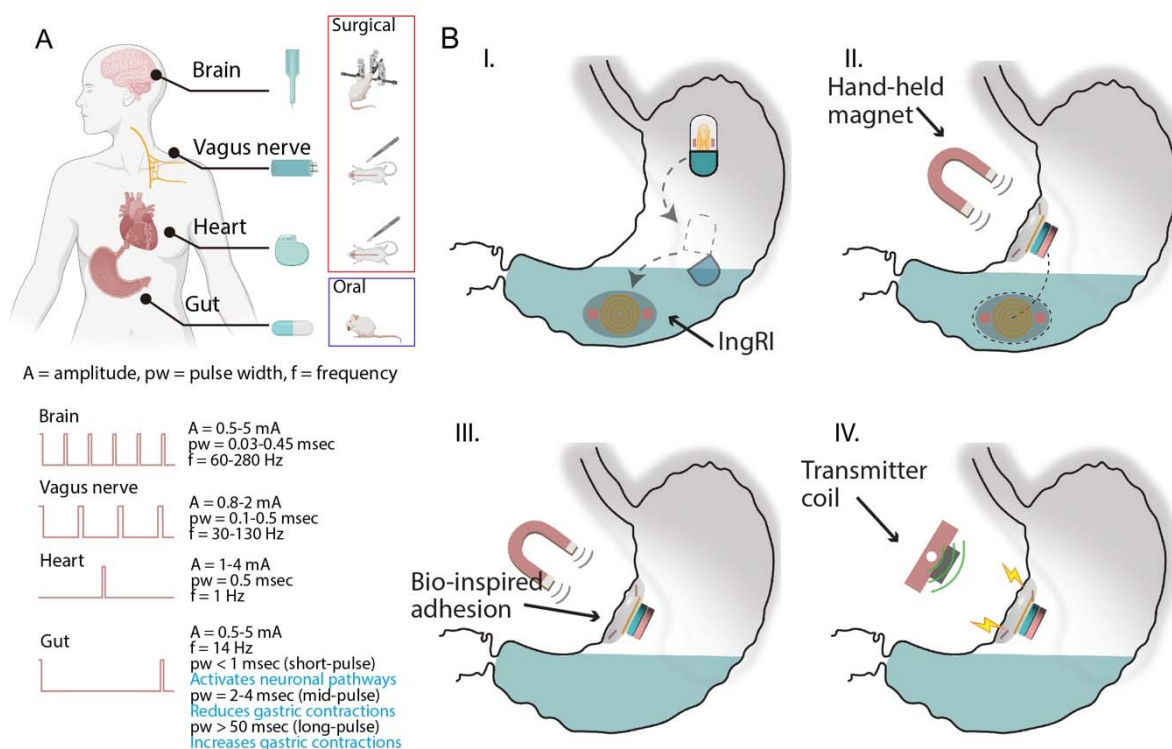 A
Brain
Vagus nerve
Heart
Gut
Surgical
Oral
A = amplitude, pw = pulse width, f = frequency
Brain
A = 0.5-5 mA
pw = 0.03-0.45 msec
f = 60-280 Hz
Vagus nerve
A = 0.8-2 mA
pw = 0.1-0.5 msec
f = 30-130 Hz
Heart
A = 1-4 mA
pw = 0.5 msec
f = 1 Hz
Gut
A = 0.5-5 mA
f = 14 Hz
pw < 1 msec (short-pulse)
Activates neuronal pathways
pw = 2-4 msec (mid-pulse)
Reduces gastric contractions
pw > 50 msec (long-pulse)
Increases gastric contractions
B
I.
IngRI
II.
Hand-held
magnet
III.
Bio-inspired
adhesion
IV.
Transmitter
coil